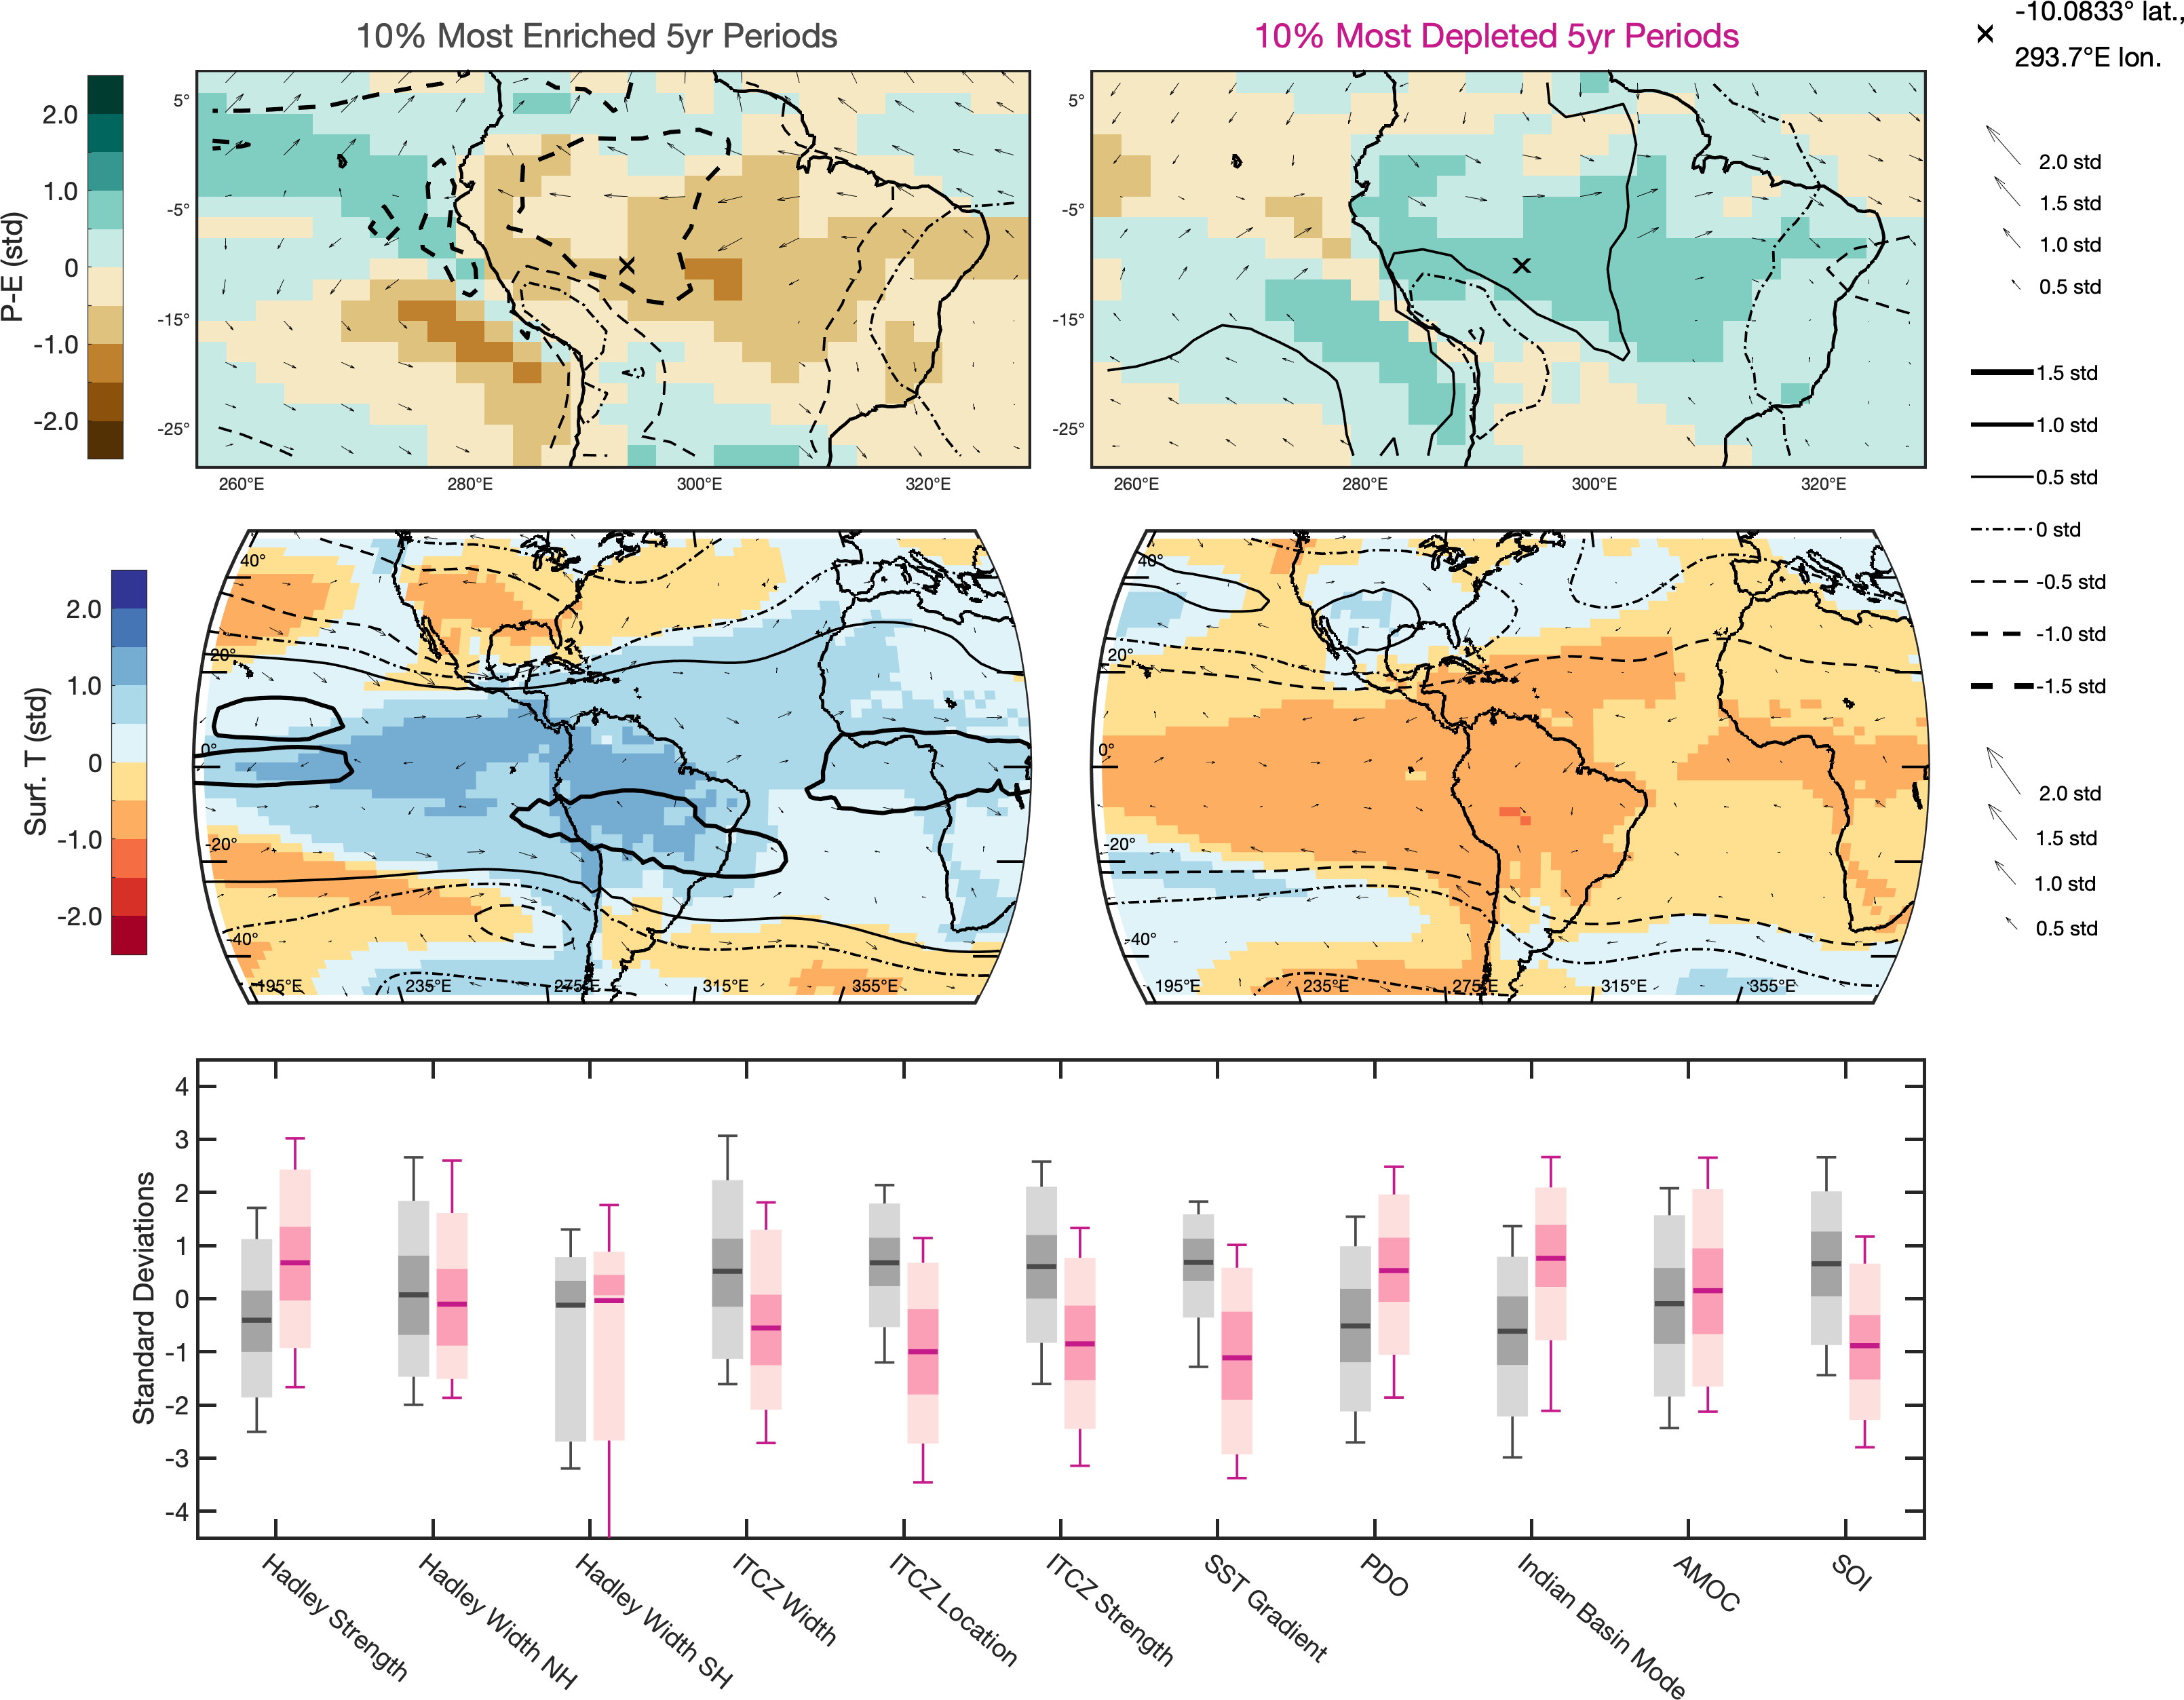 10% Most Enriched 5yr Periods
10% Most Depleted 5yr Periods
-10.0833° lat.,
293.7°E lon.
P-E (std)
2.0
1.0
0
-1.0
-2.0
5°
-5°
-15°
-25°
260°E
280°E
300°E
320°E
5°
-5°
-15°
-25°
260°E
280°E
300°E
320°E
2.0 std
1.5 std
1.0 std
0.5 std
1.5 std
1.0 std
0.5 std
0 std
-0.5 std
-1.0 std
-1.5 std
Surf. T (std)
2.0
1.0
0
-1.0
-2.0
40°
20°
0°
-20°
-40°
195°E
235°E
275°E
315°E
355°E
40°
20°
0°
-20°
-40°
195°E
235°E
275°E
315°E
355°E
2.0 std
1.5 std
1.0 std
0.5 std
Standard Deviations
4
3
2
1
0
-1
-2
-3
-4
Hadley Strength
Hadley Width NH
Hadley Width SH
ITCZ Width
ITCZ Location
ITCZ Strength
SST Gradient
PDO
Indian Basin Mode
AMOC
SOI